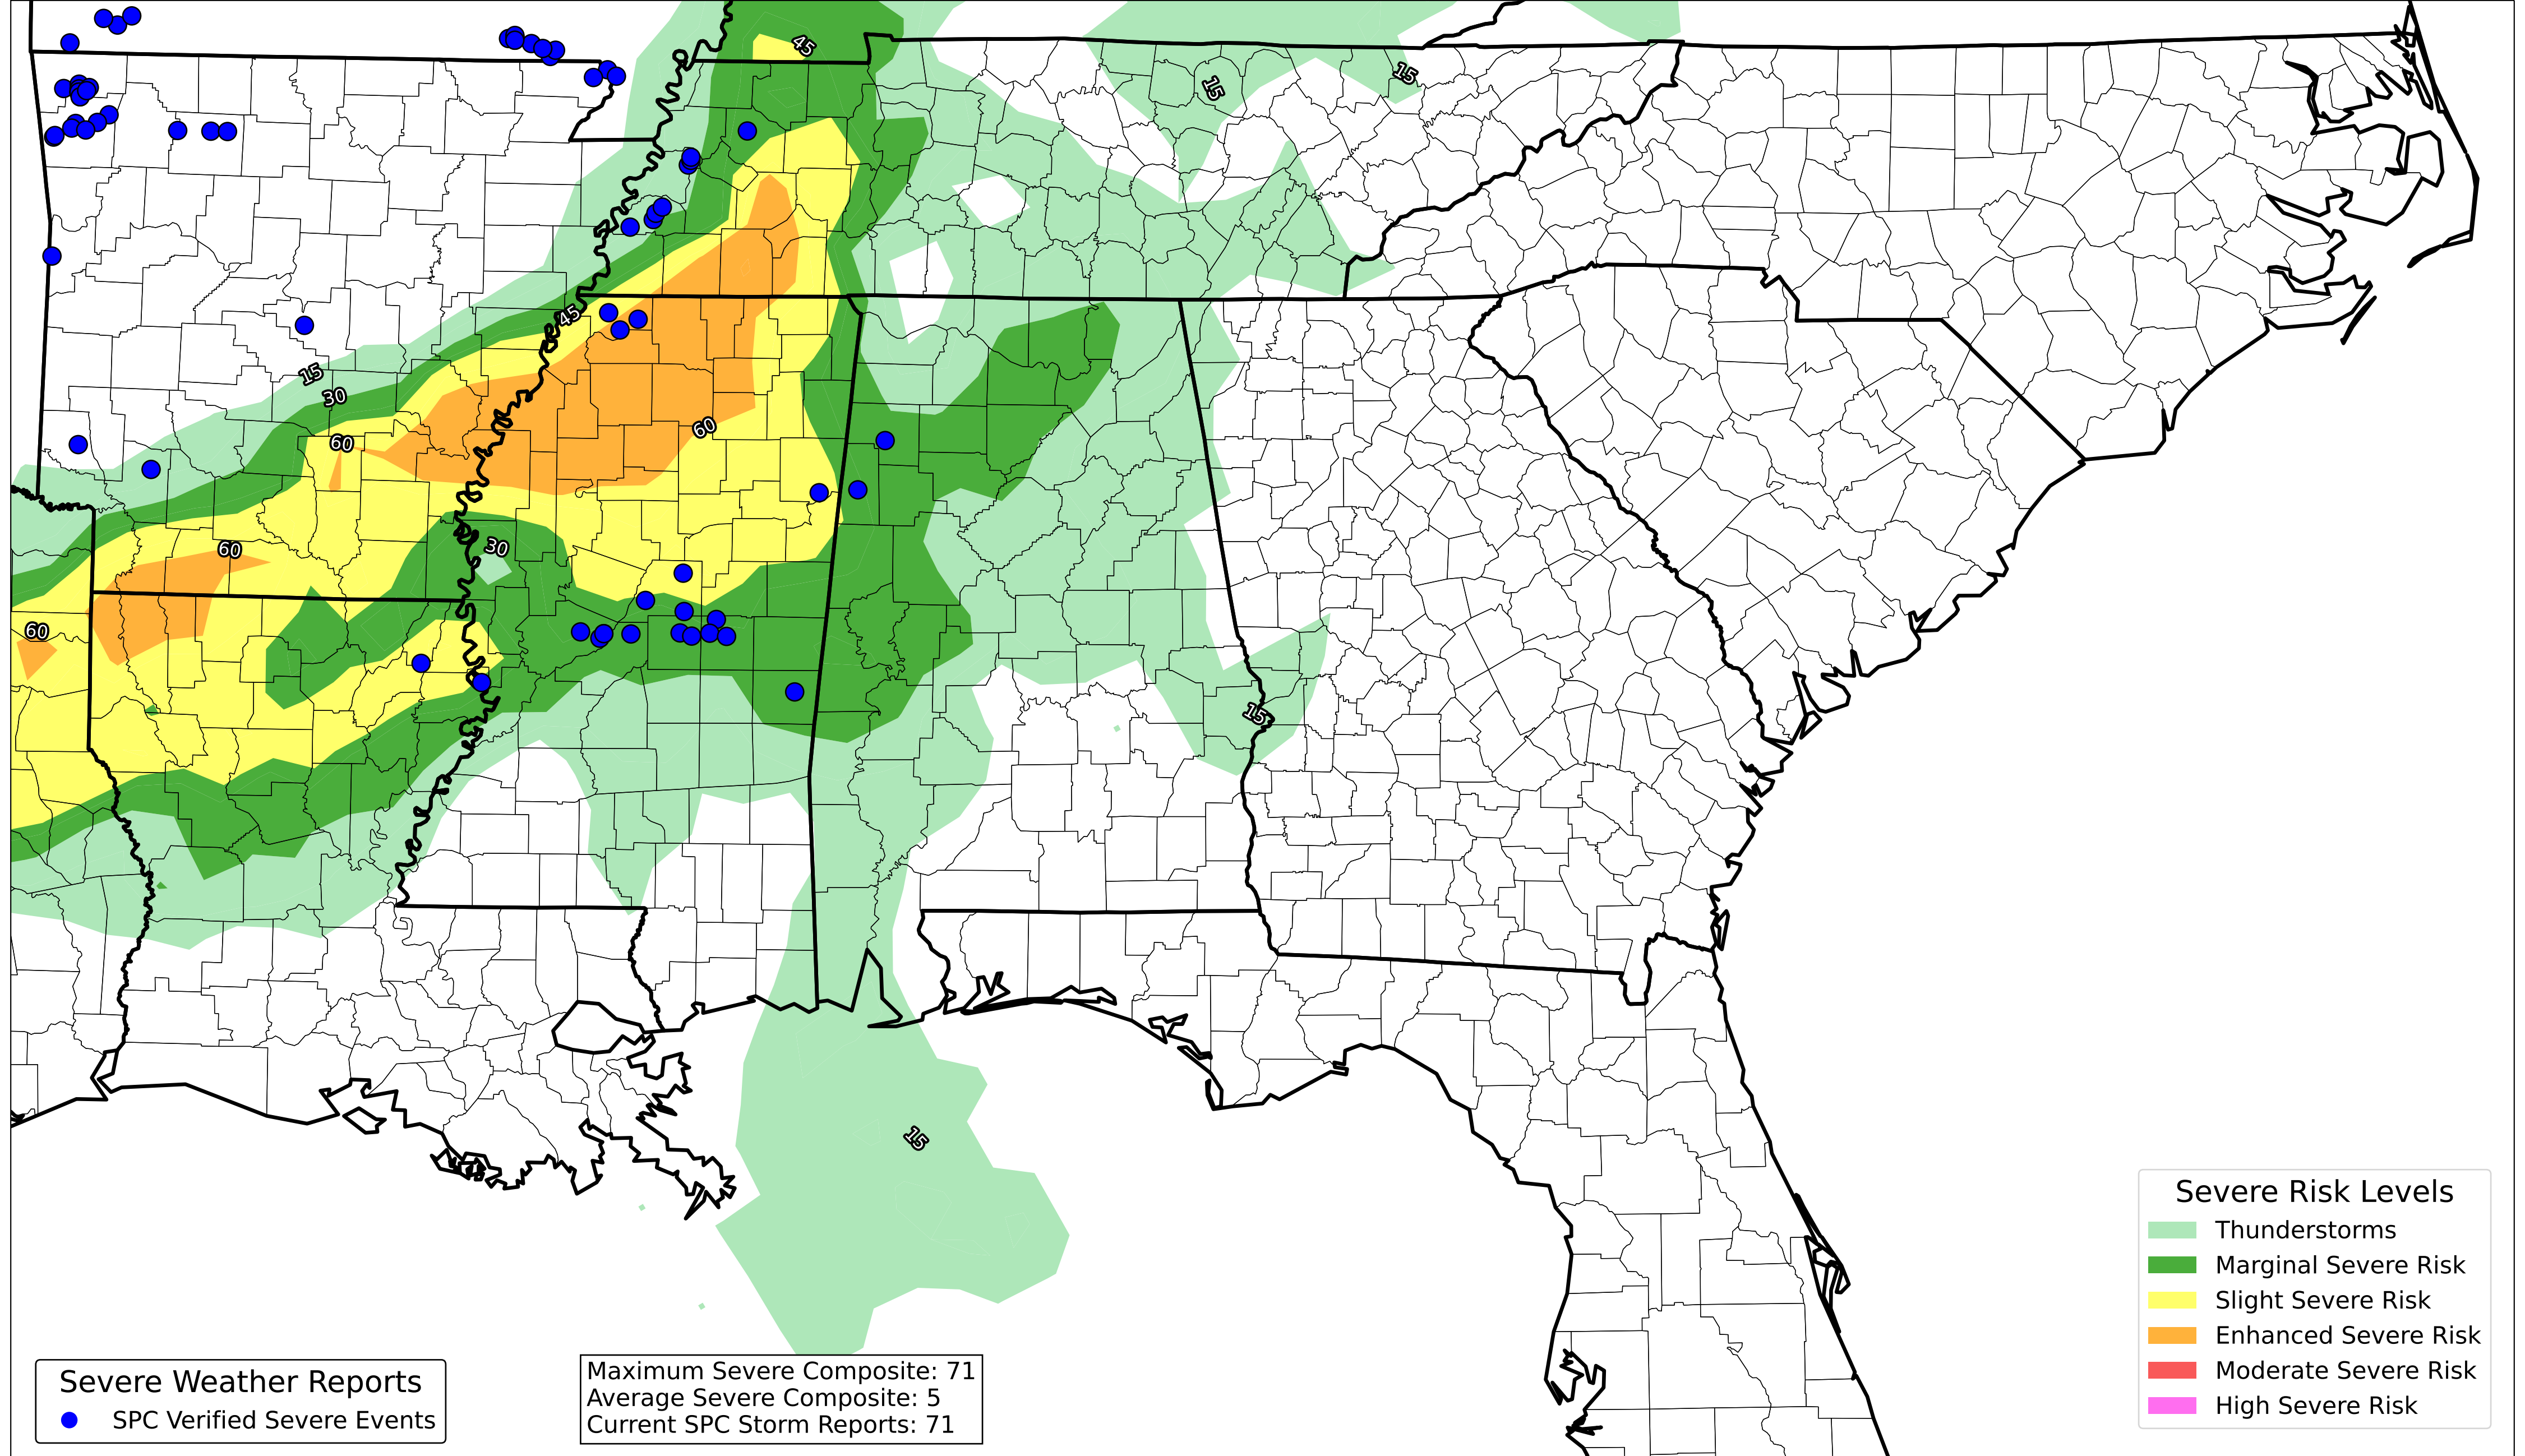 45
15
15
45
15
30
60
60
30
60
60
15
15
Severe Risk Levels
Thunderstorms
Marginal Severe Risk
Slight Severe Risk
Enhanced Severe Risk
Moderate Severe Risk
High Severe Risk
Severe Weather Reports
SPC Verified Severe Events
Maximum Severe Composite: 71
Average Severe Composite: 5
Current SPC Storm Reports: 71